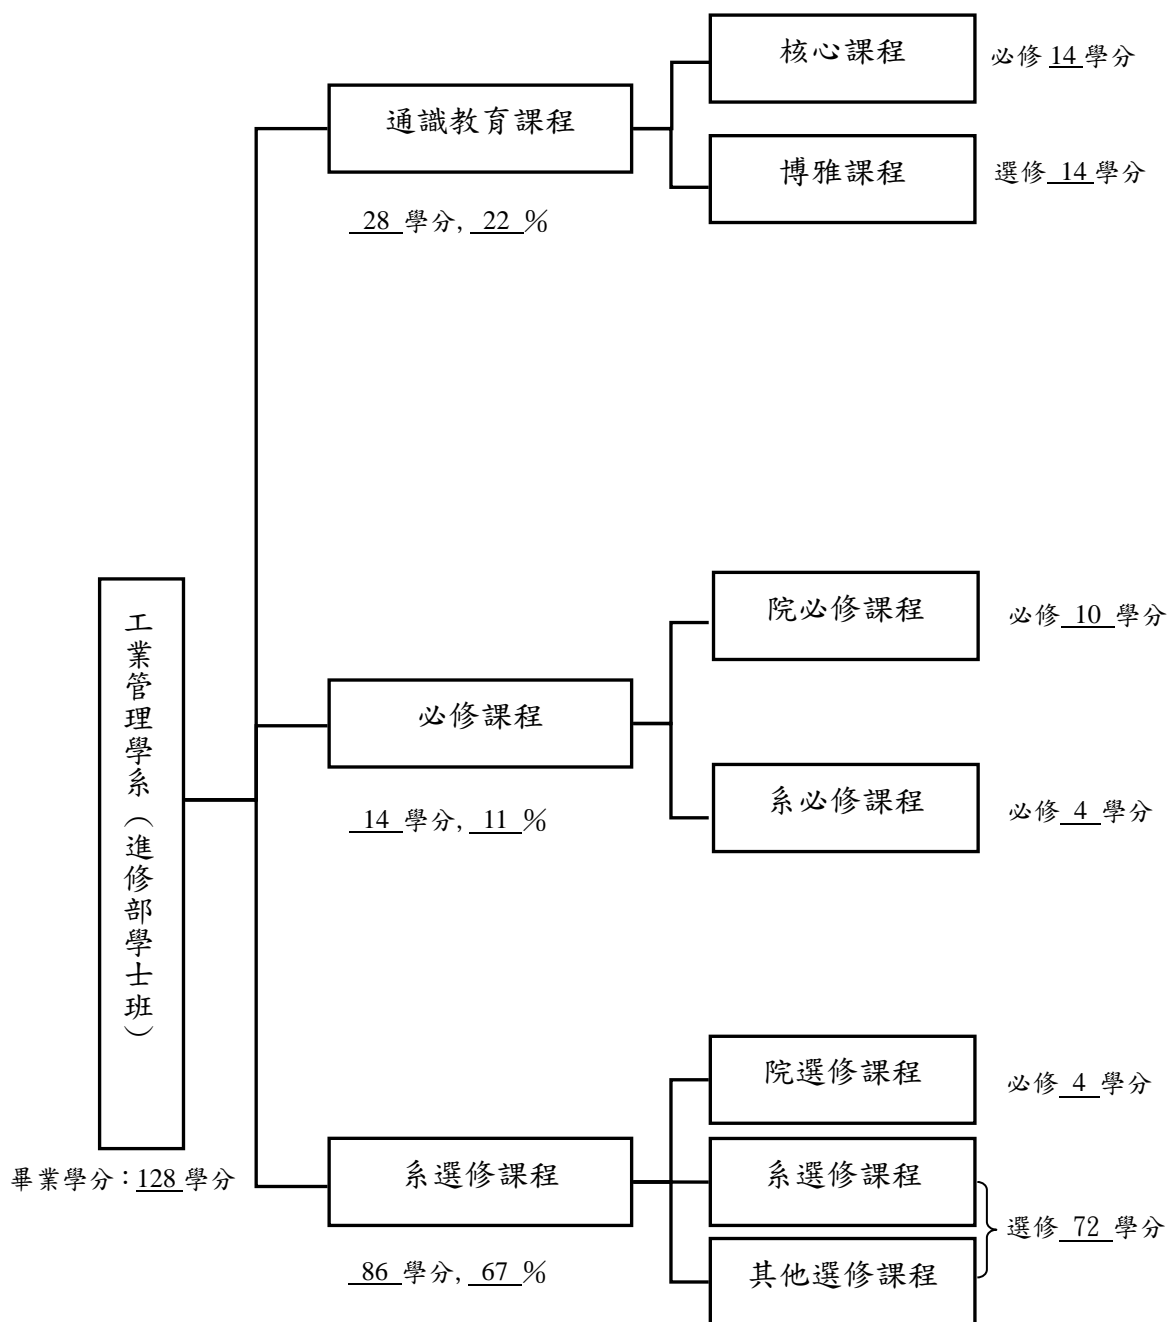 核心課程
必修 14 學分
通識教育課程
博雅課程
選修 14 學分
28 學分, 22 %
工業管理學系（進修部學士班）
院必修課程
必修 10 學分
必修課程
系必修課程
必修 4 學分
14 學分, 11 %
院選修課程
必修 4 學分
畢業學分：128 學分
系選修課程
系選修課程
選修 72 學分
86 學分, 67 %
其他選修課程